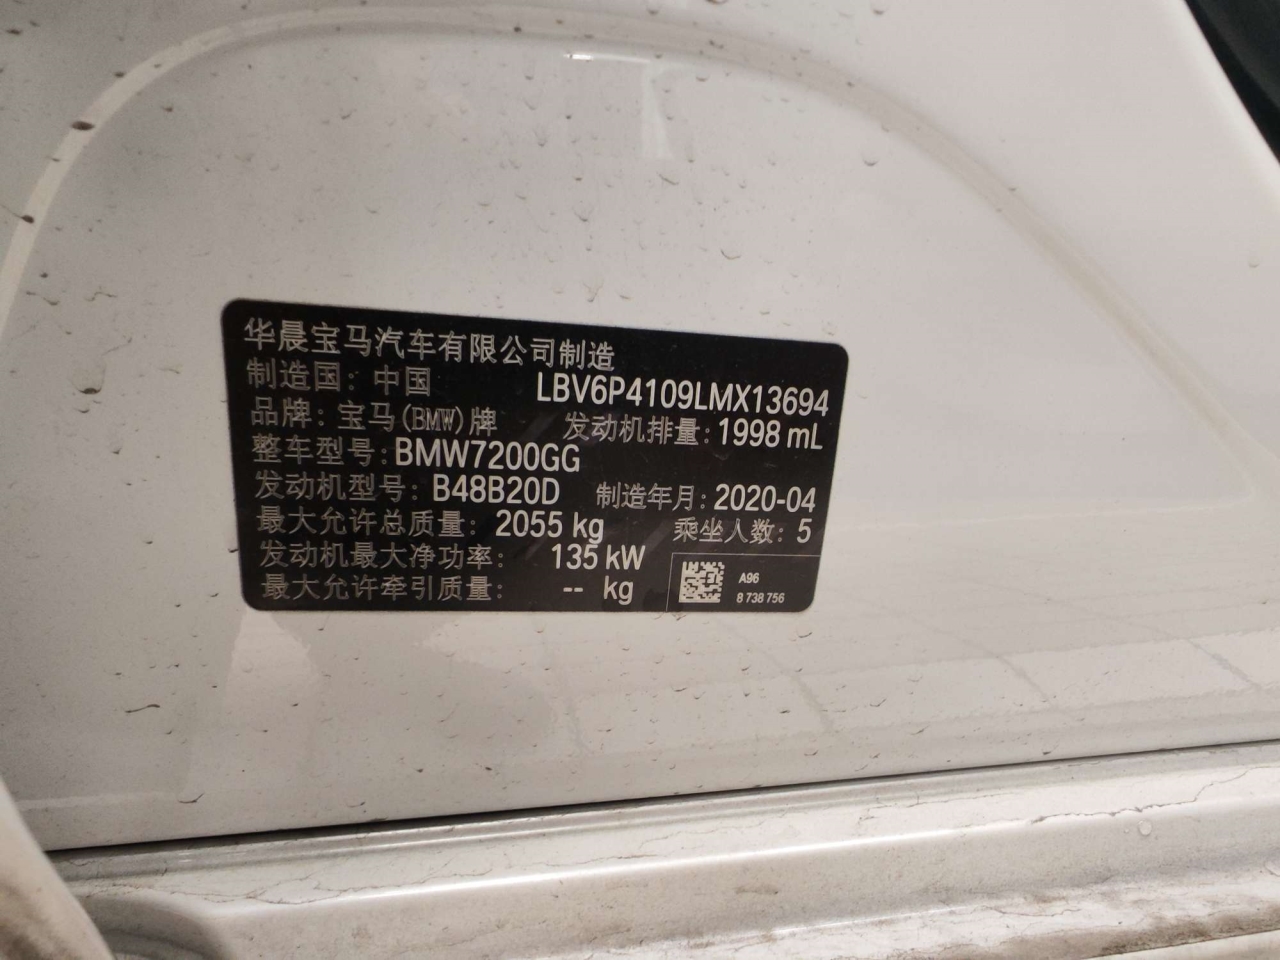 华晨宝马汽车有限公司制造
制造国：中国 LBV6P4109LMX13694
品牌：宝马(BMW)牌 发动机排量：1998 mL
整车型号：BMW7200GG
发动机型号：B48B20D 制造年月：2020-04
最大允许总质量：2055 kg 乘坐人数：5
发动机最大净功率：135 kW
最大允许牵引质量：-- kg
A96
8 738 756